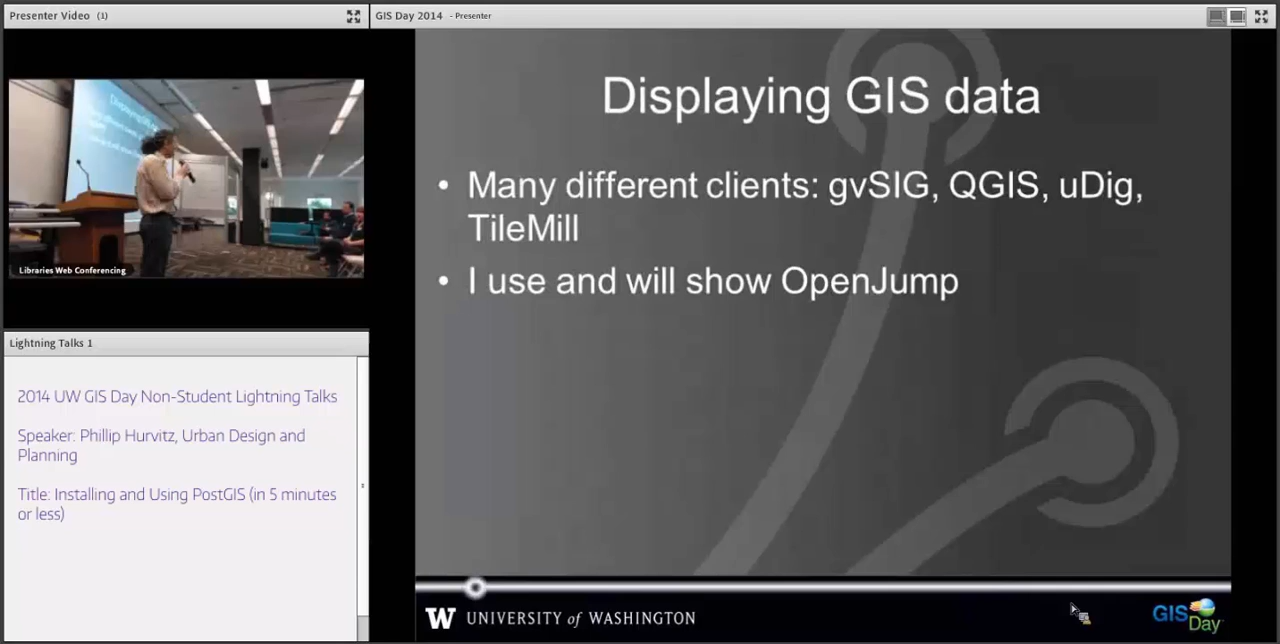 Presenter Video (1)
GIS Day 2014 - Presenter
Displaying GIS data
• Many different clients: gvSIG, QGIS, uDig,
TileMill
• I use and will show OpenJump
Libraries Web Conferencing
Lightning Talks 1
2014 UW GIS Day Non-Student Lightning Talks
Speaker: Phillip Hurvitz, Urban Design and
Planning
Title: Installing and Using PostGIS (in 5 minutes
or less)
W UNIVERSITY of WASHINGTON
GIS
Day